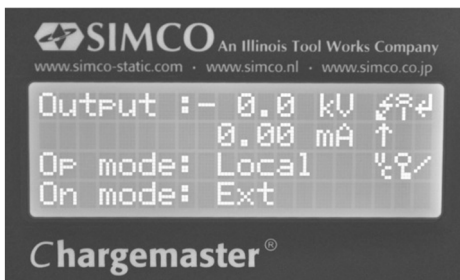 SIMCO An Illinois Tool Works Company
www.simco-static.com · www.simco.nl · www.simco.co.jp
Output :- 0.0 kV
0.00 mA ↑
Op mode: Local
On mode: Ext
Chargemaster®